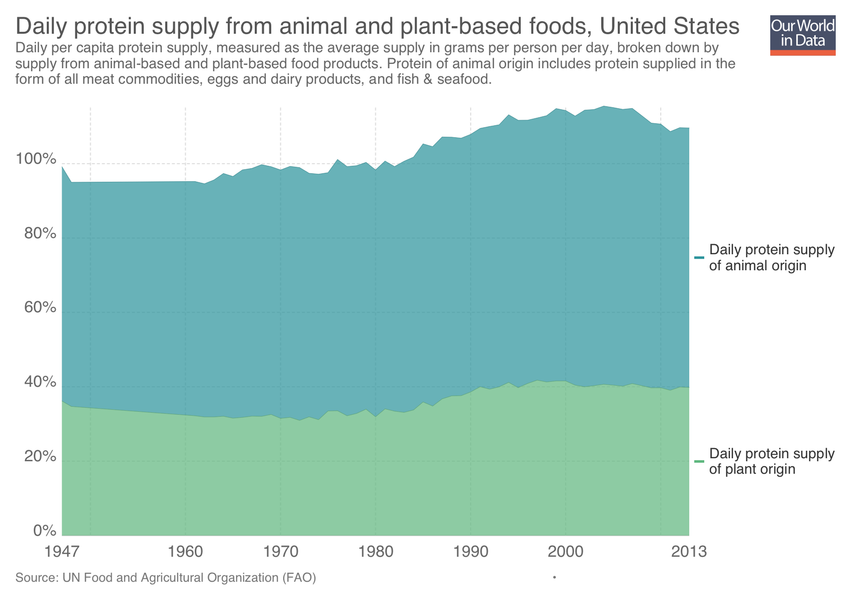 Daily protein supply from animal and plant-based foods, United States
Our World
in Data
Daily per capita protein supply, measured as the average supply in grams per person per day, broken down by
supply from animal-based and plant-based food products. Protein of animal origin includes protein supplied in the
form of all meat commodities, eggs and dairy products, and fish & seafood.
100%
80%
60%
40%
20%
0%
Daily protein supply
of animal origin
Daily protein supply
of plant origin
1947 1960 1970 1980 1990 2000 2013
Source: UN Food and Agricultural Organization (FAO)